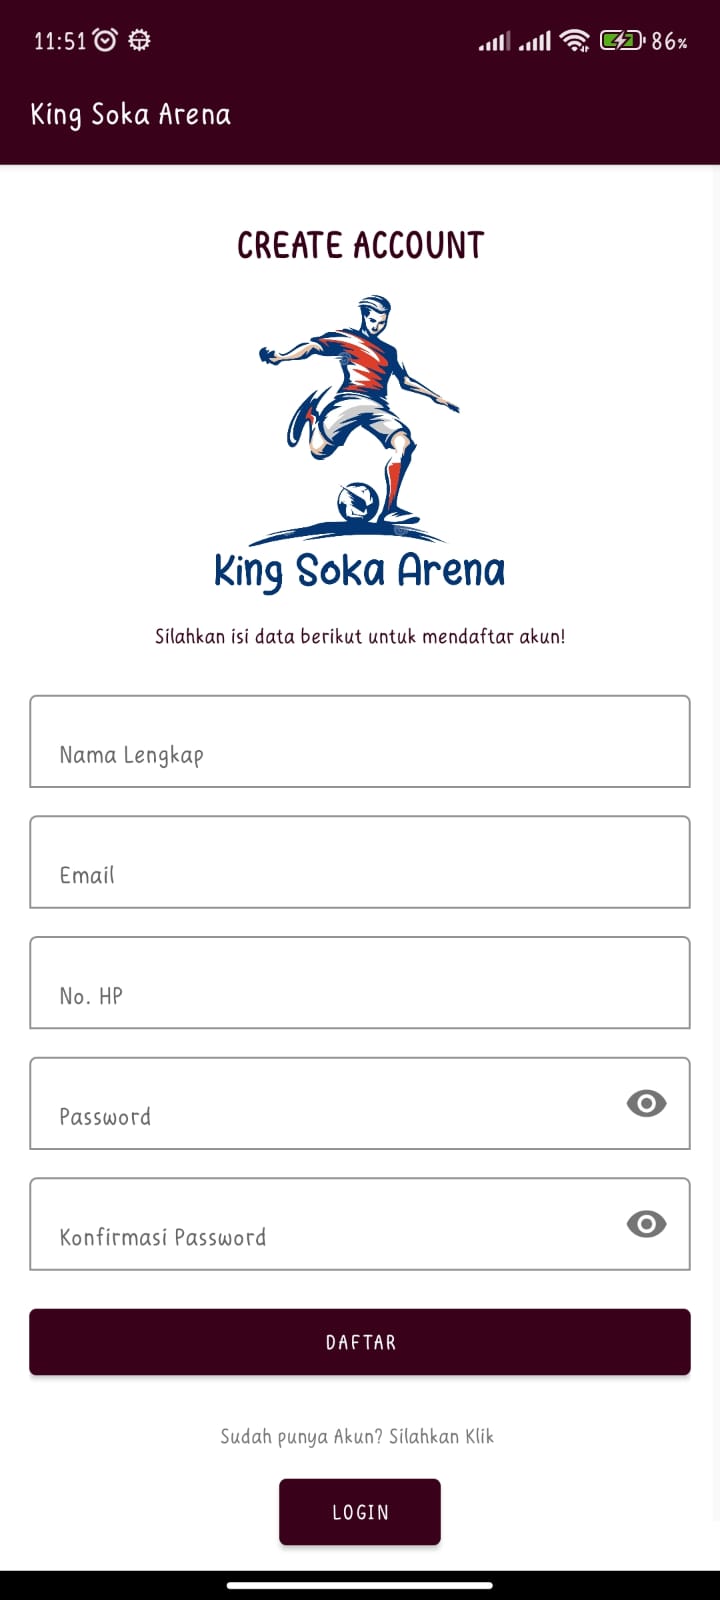 11:51 86%
King Soka Arena
CREATE ACCOUNT
King Soka Arena
Silahkan isi data berikut untuk mendaftar akun!
Nama Lengkap
Email
No. HP
Password
Konfirmasi Password
DAFTAR
Sudah punya Akun? Silahkan Klik
LOGIN